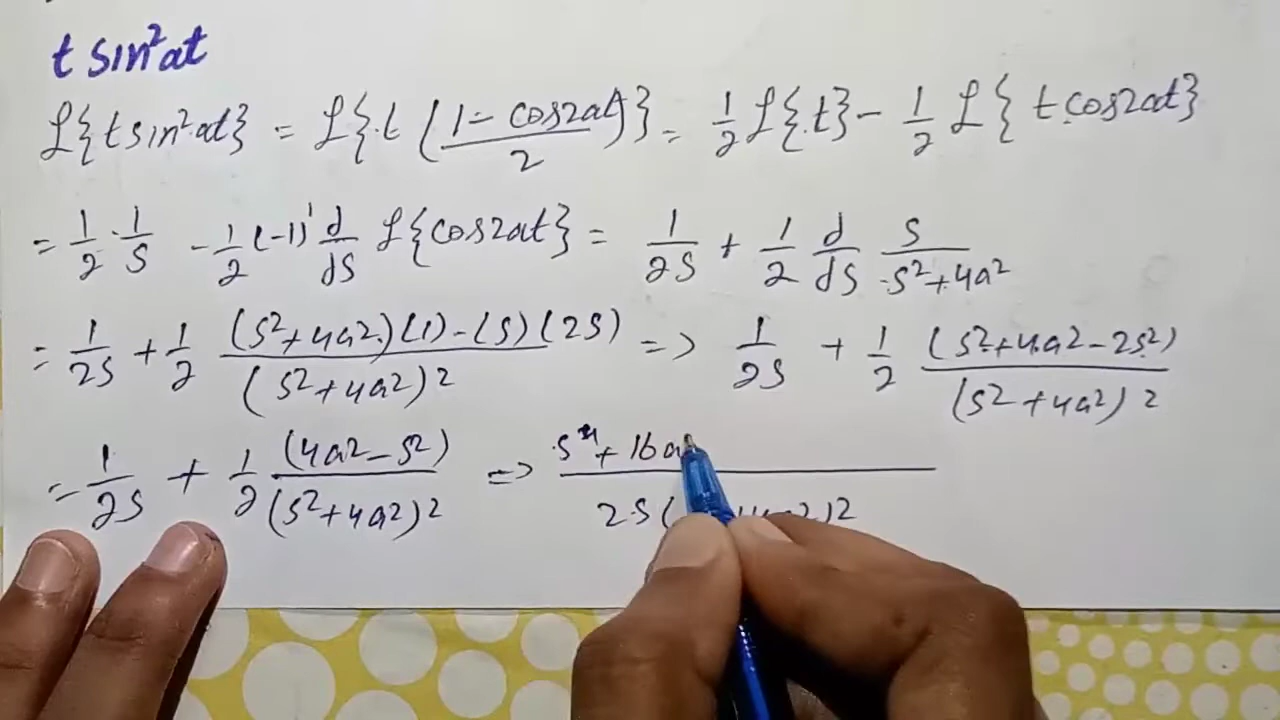 t sin²at
ℒ{t sin²at} = ℒ{t (1 - cos2at)/2} = 1/2 ℒ{t} - 1/2 ℒ{t cos2at}
= 1/2 · 1/s - 1/2 (-1)¹ d/ds ℒ{cos2at} = 1/2s + 1/2 d/ds s/(s²+4a²)
= 1/2s + 1/2 ((s²+4a²)(1) - (s)(2s))/(s²+4a²)² => 1/2s + 1/2 (s²+4a²-2s²)/(s²+4a²)²
= 1/2s + 1/2 (4a²-s²)/(s²+4a²)² => s⁴ + 16a / 2s( )2